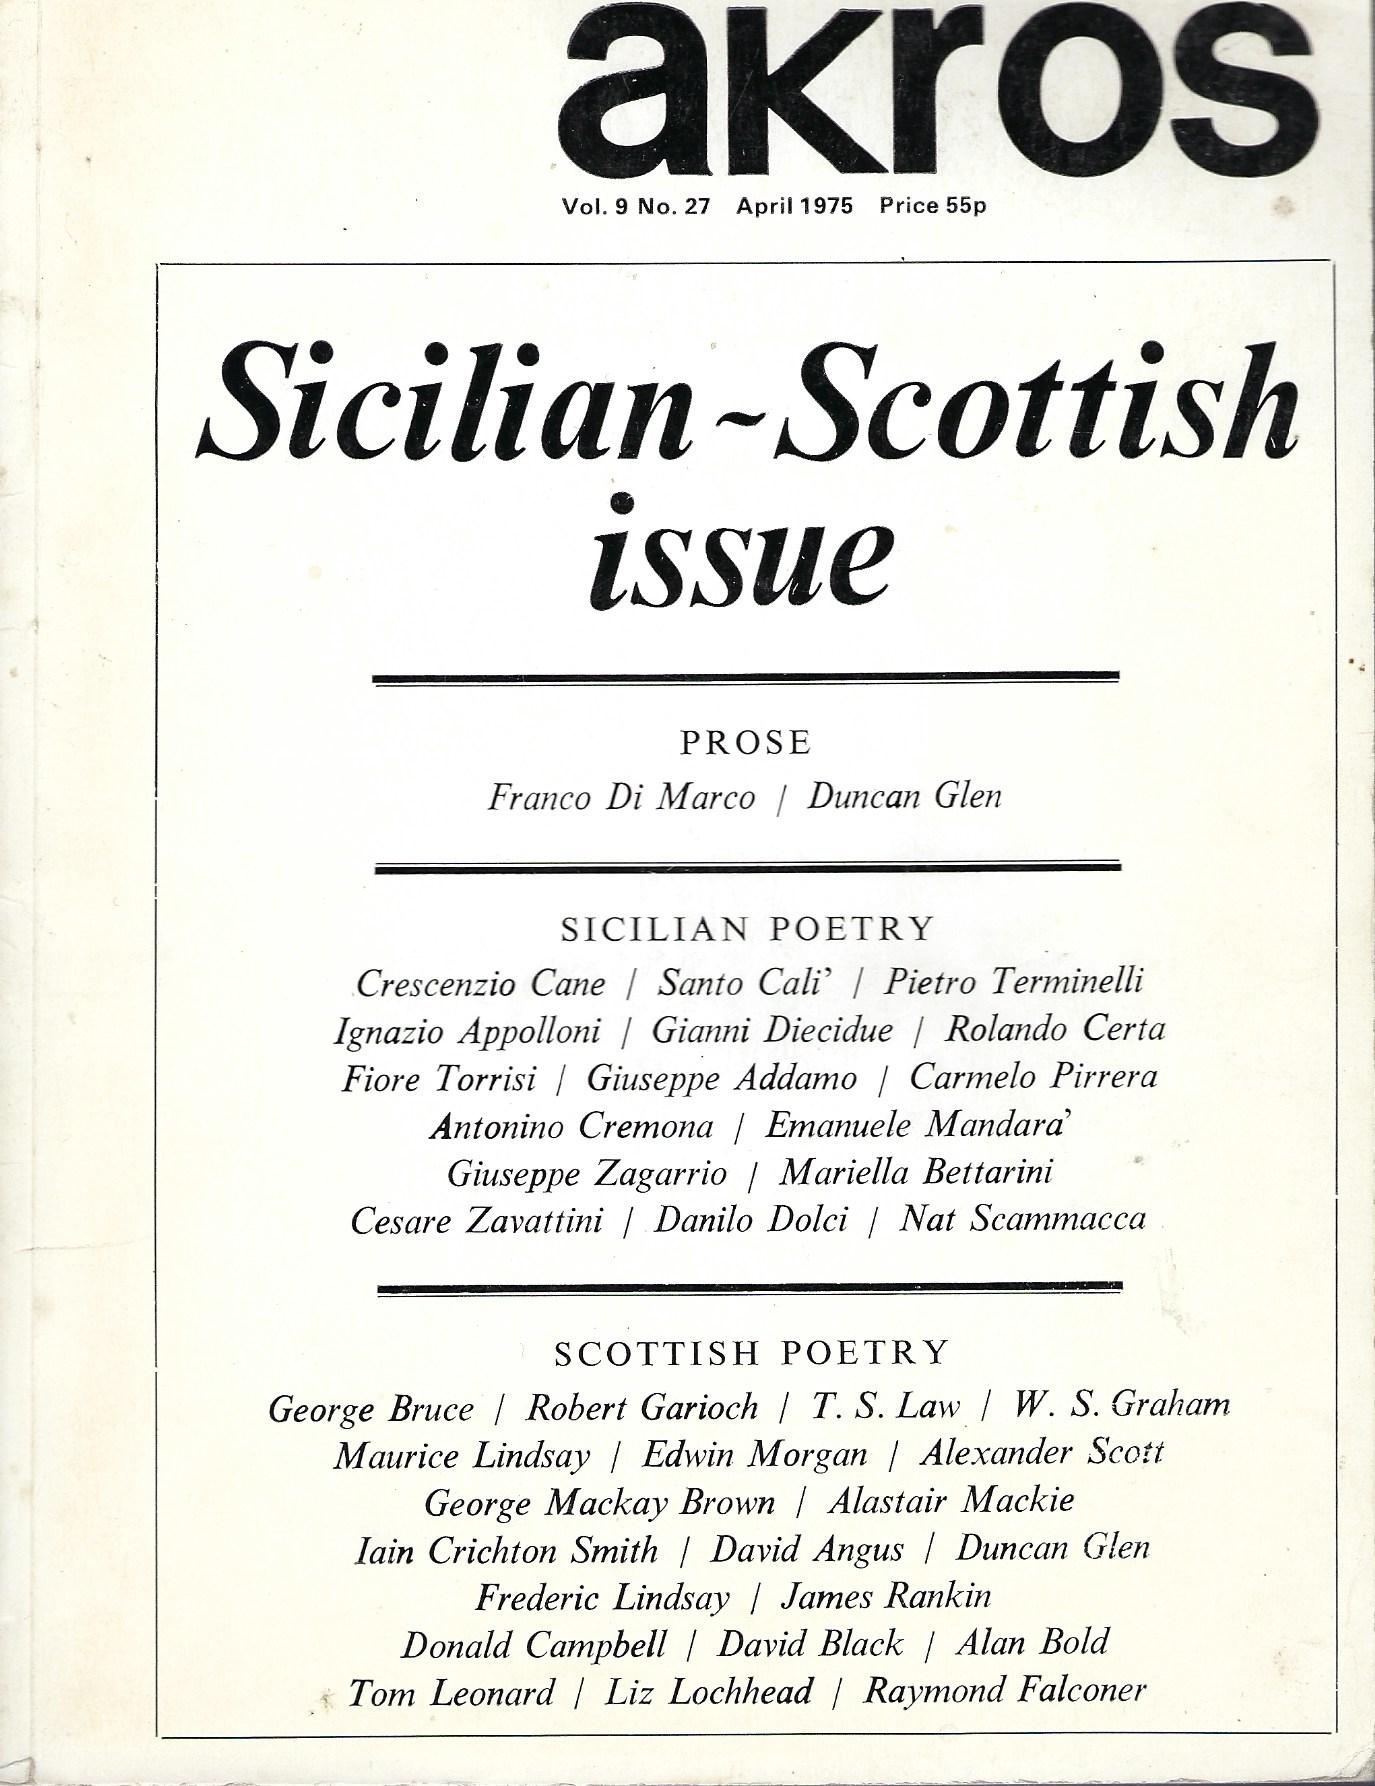 akros
Vol. 9 No. 27 April 1975 Price 55p
Sicilian-Scottish
issue
PROSE
Franco Di Marco / Duncan Glen
SICILIAN POETRY
Crescenzio Cane / Santo Cali’ / Pietro Terminelli
Ignazio Appolloni / Gianni Diecidue / Rolando Certa
Fiore Torrisi / Giuseppe Addamo / Carmelo Pirrera
Antonino Cremona / Emanuele Mandara’
Giuseppe Zagarrio / Mariella Bettarini
Cesare Zavattini / Danilo Dolci / Nat Scammacca
SCOTTISH POETRY
George Bruce / Robert Garioch / T. S. Law / W. S. Graham
Maurice Lindsay / Edwin Morgan / Alexander Scott
George Mackay Brown / Alastair Mackie
Iain Crichton Smith / David Angus / Duncan Glen
Frederic Lindsay / James Rankin
Donald Campbell / David Black / Alan Bold
Tom Leonard / Liz Lochhead / Raymond Falconer